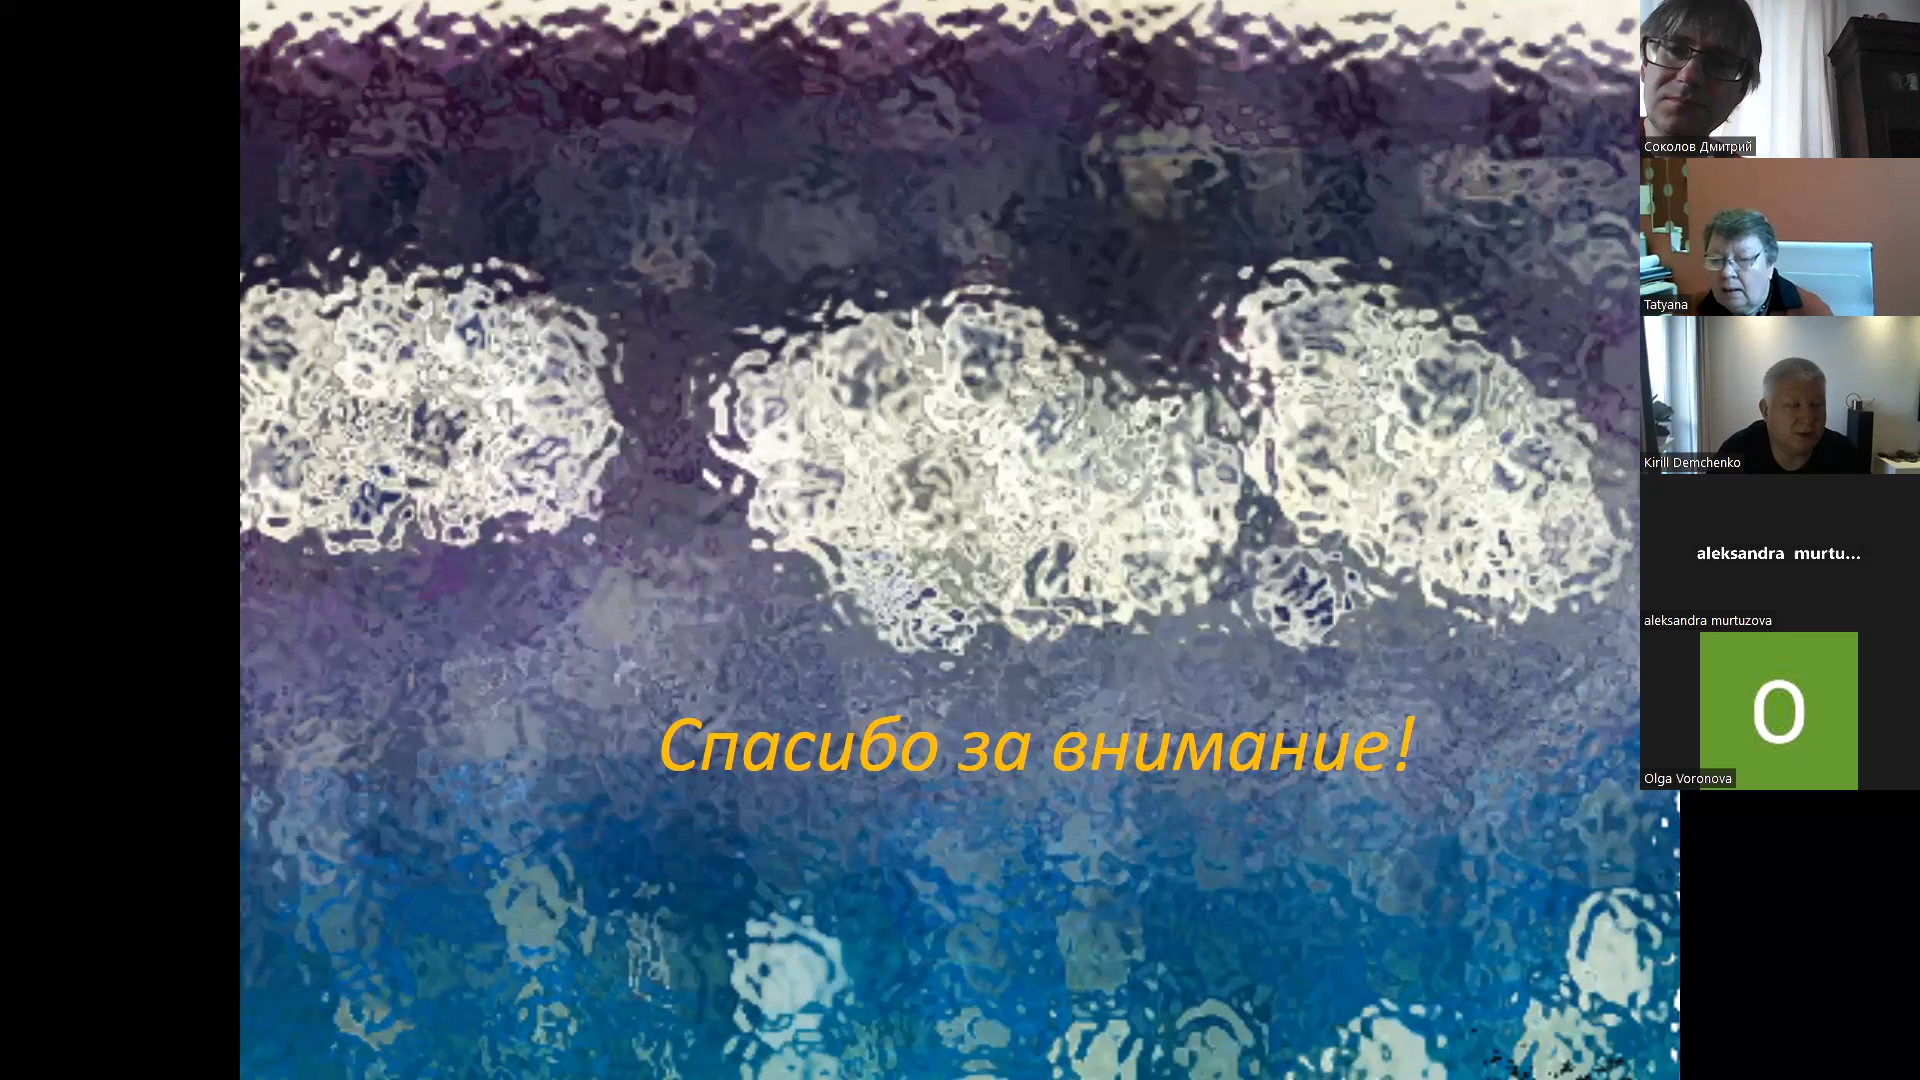 Спасибо за внимание!
Соколов Дмитрий
Tatyana
Kirill Demchenko
aleksandra murtu...
aleksandra murtuzova
O
Olga Voronova